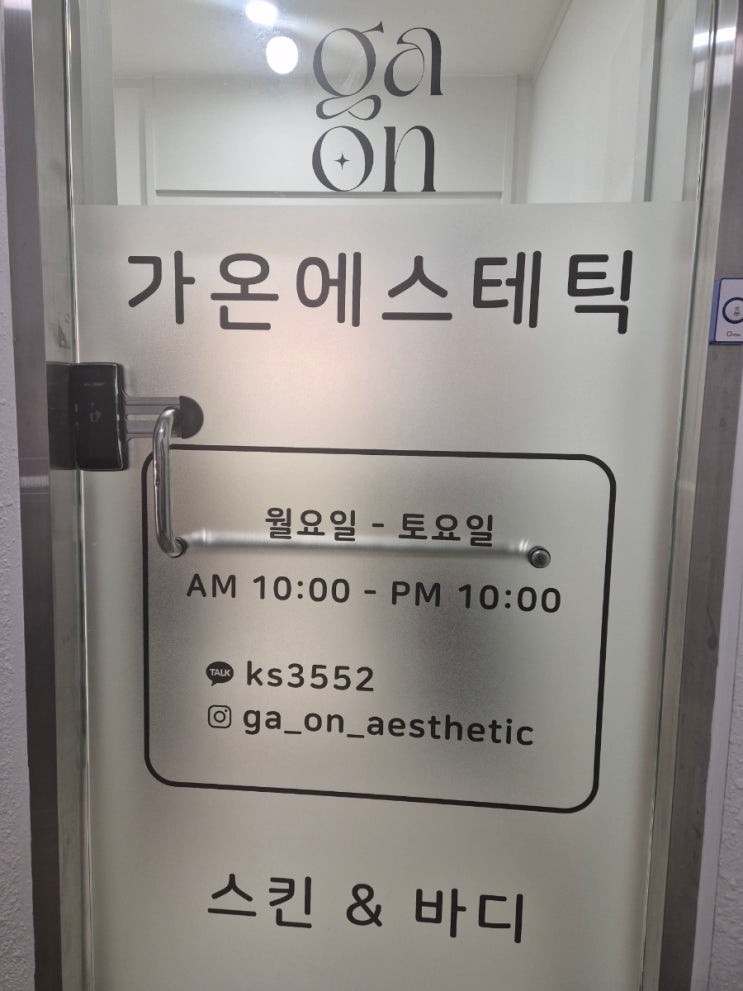 ga
on
가온에스테틱
월요일 - 토요일
AM 10:00 - PM 10:00
TALK ks3552
ga_on_aesthetic
스킨 & 바디